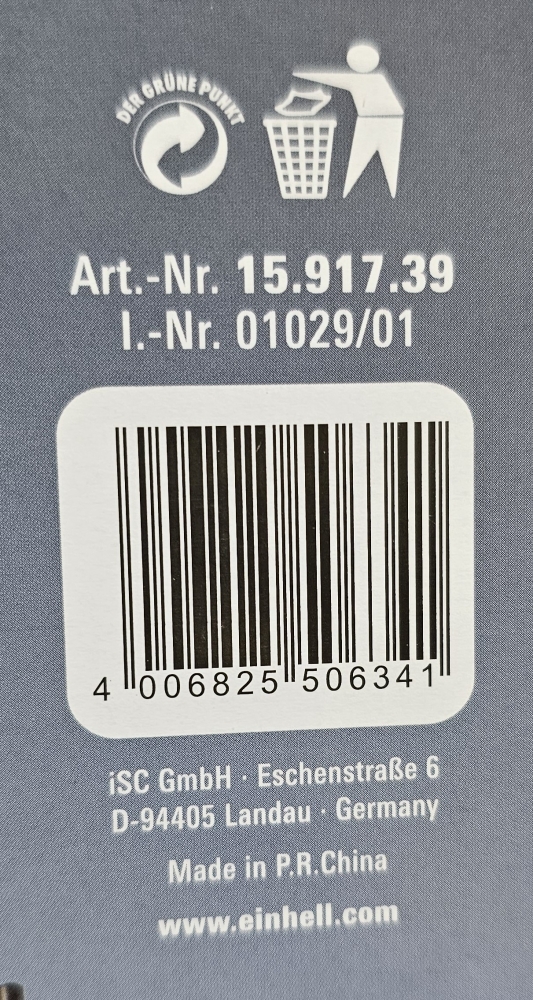 DER GRÜNE PUNKT
Art.-Nr. 15.917.39
I.-Nr. 01029/01
4 006825 506341
iSC GmbH · Eschenstraße 6
D-94405 Landau · Germany
Made in P.R.China
www.einhell.com